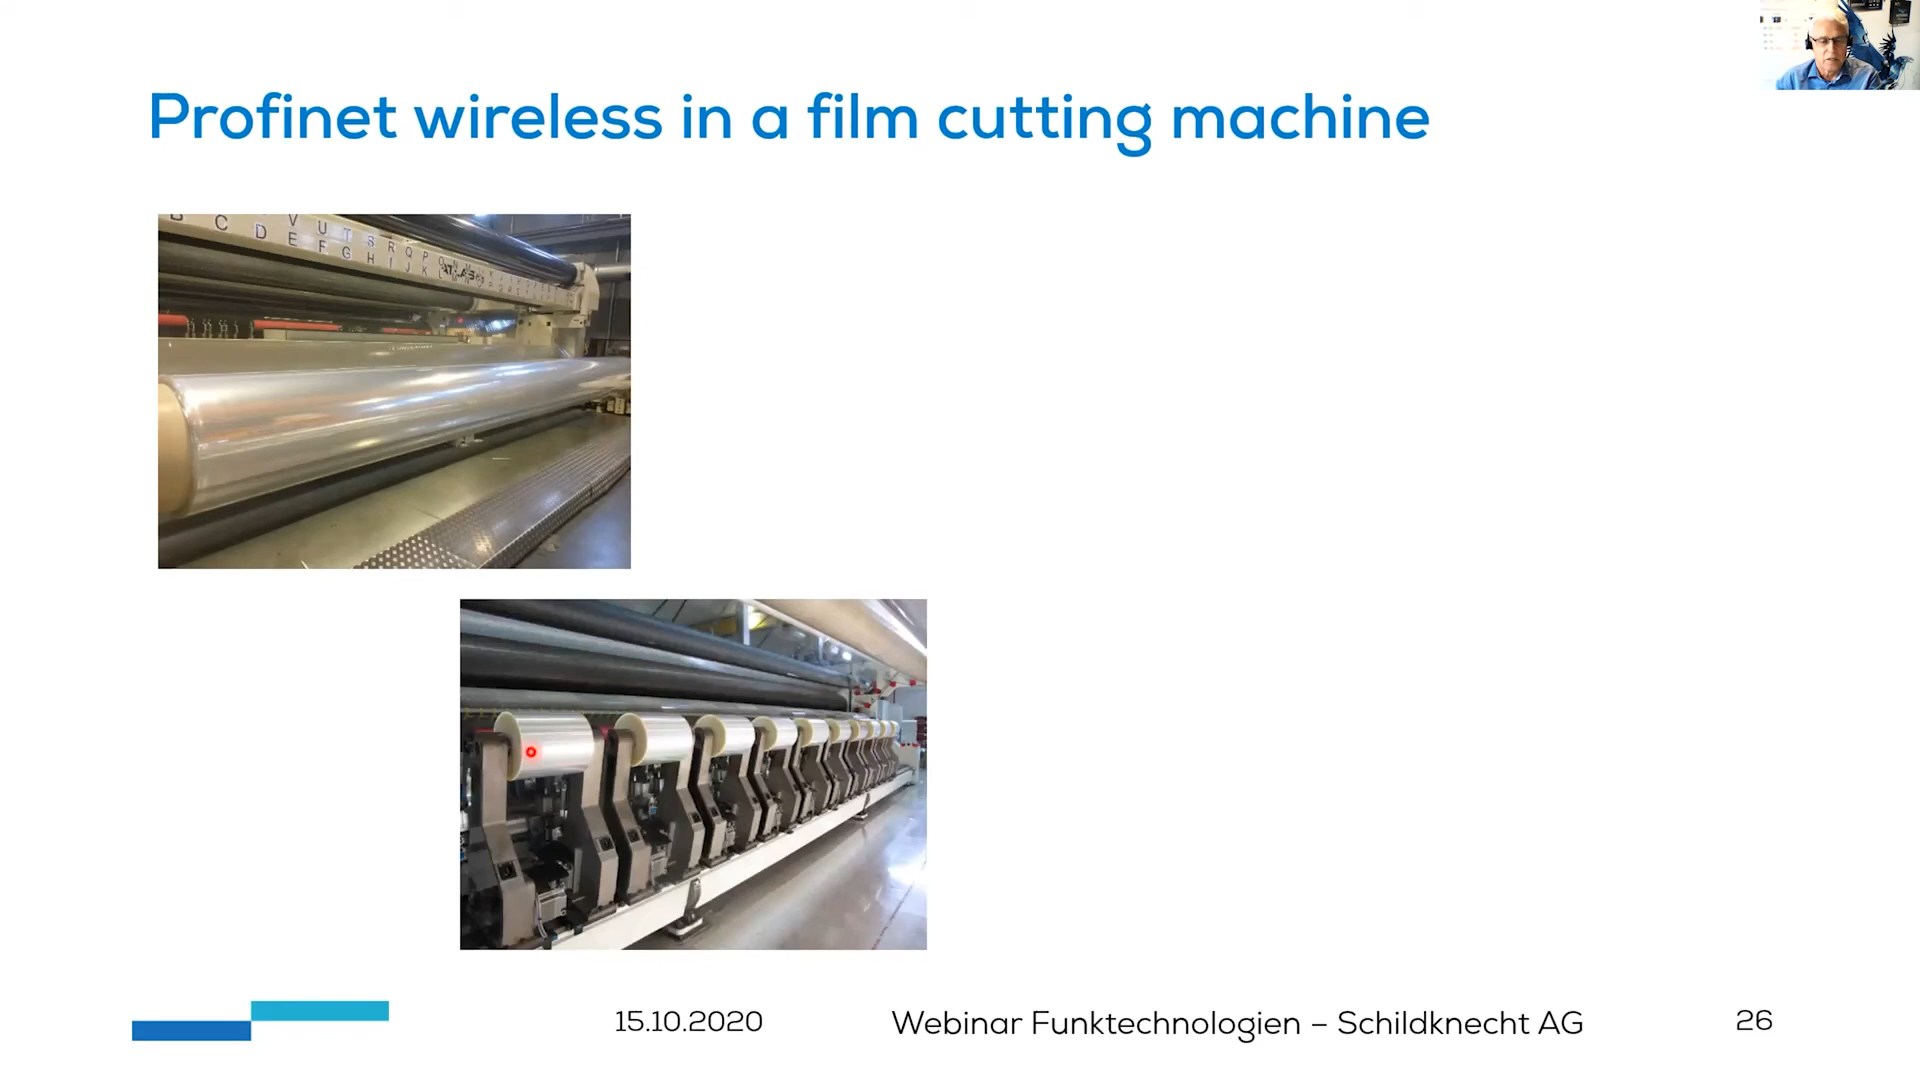 Profinet wireless in a film cutting machine
C D V U T S R Q P
E F G H I J K
15.10.2020
Webinar Funktechnologien – Schildknecht AG
26